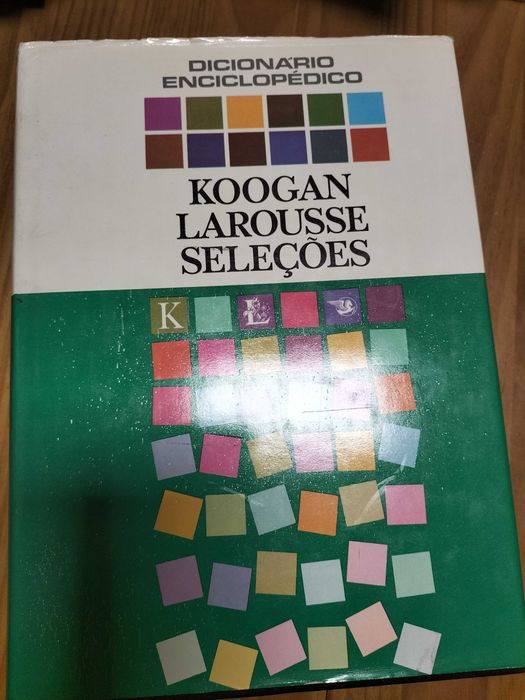 DICIONÁRIO
ENCICLOPÉDICO
KOOGAN
LAROUSSE
SELEÇÕES
K L